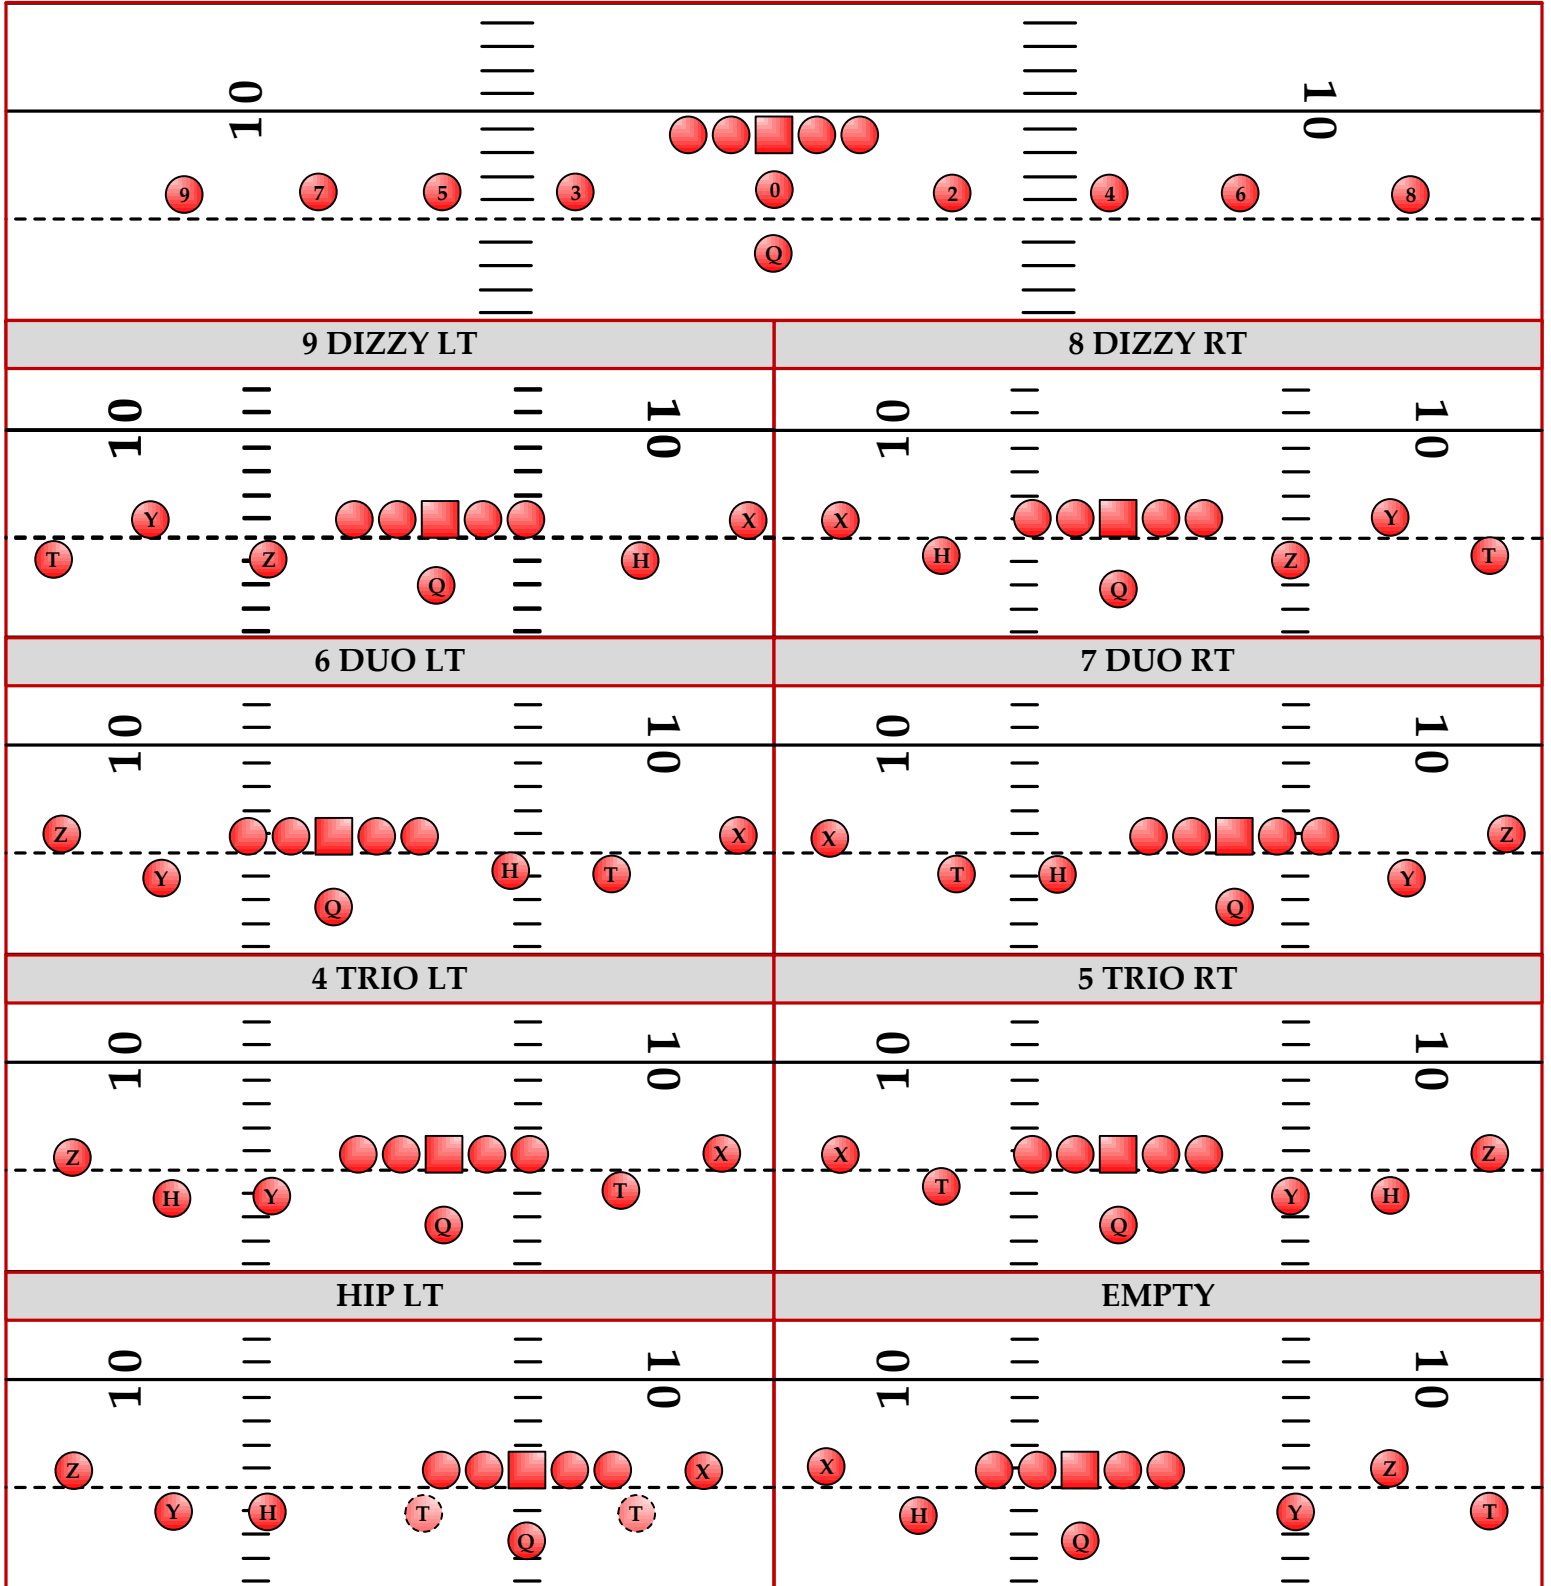 10 10
9 7 5 3 0 2 4 6 8
Q
9 DIZZY LT
8 DIZZY RT
10 10
Y X
T Z H
Q
10 10
X Y
H Z T
Q
6 DUO LT
7 DUO RT
10 10
Z X
Y H T
Q
10 10
X Z
T H Y
Q
4 TRIO LT
5 TRIO RT
10 10
Z X
H Y T
Q
10 10
X Z
T Y H
Q
HIP LT
EMPTY
10 10
Z X
Y H T T
Q
10 10
X Z
H Y T
Q